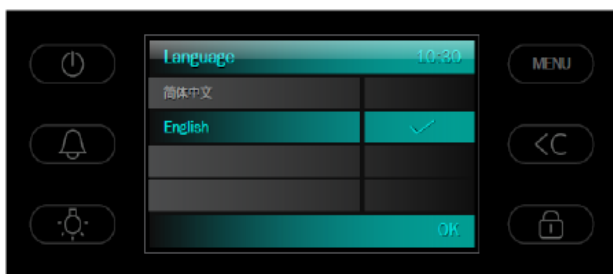 Language 10:30
MENU
简体中文
English
<C
OK